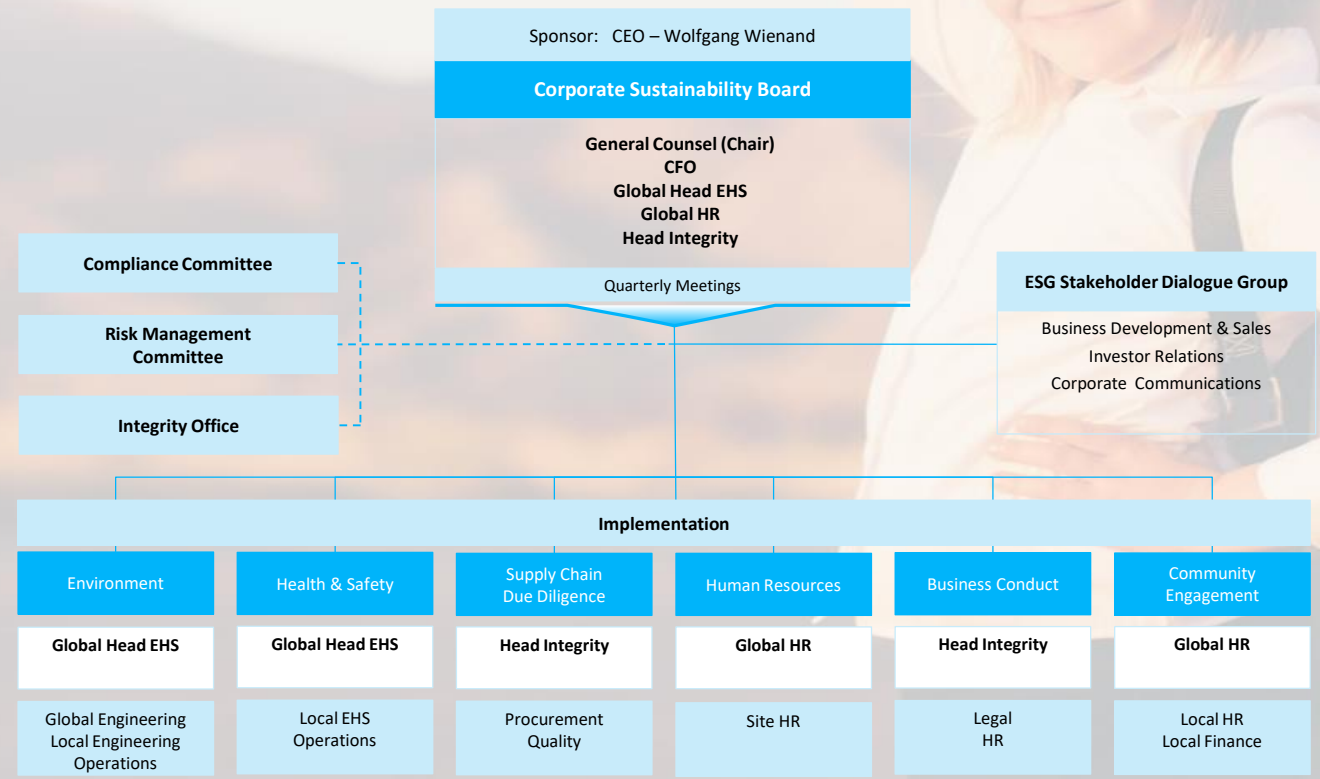 Sponsor: CEO – Wolfgang Wienand
Corporate Sustainability Board
General Counsel (Chair)
CFO
Global Head EHS
Global HR
Head Integrity
Quarterly Meetings
Compliance Committee
Risk Management
Committee
Integrity Office
ESG Stakeholder Dialogue Group
Business Development & Sales
Investor Relations
Corporate Communications
Implementation
Environment
Global Head EHS
Global Engineering
Local Engineering
Operations
Health & Safety
Global Head EHS
Local EHS
Operations
Supply Chain
Due Diligence
Head Integrity
Procurement
Quality
Human Resources
Global HR
Site HR
Business Conduct
Head Integrity
Legal
HR
Community
Engagement
Global HR
Local HR
Local Finance